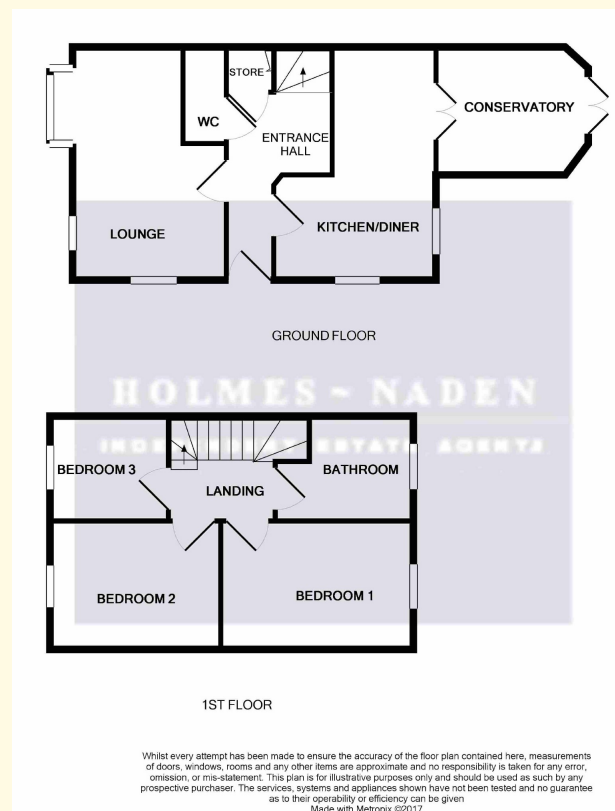 STORE
WC
ENTRANCE
HALL
CONSERVATORY
LOUNGE
KITCHEN/DINER
GROUND FLOOR
HOLMES ~ NADEN
INDEPENDENT ESTATE AGENTS
BEDROOM 3
LANDING
BATHROOM
BEDROOM 2
BEDROOM 1
1ST FLOOR
Whilst every attempt has been made to ensure the accuracy of the floor plan contained here, measurements
of doors, windows, rooms and any other items are approximate and no responsibility is taken for any error,
omission, or mis-statement. This plan is for illustrative purposes only and should be used as such by any
prospective purchaser. The services, systems and appliances shown have not been tested and no guarantee
as to their operability or efficiency can be given
Made with Metropix ©2017